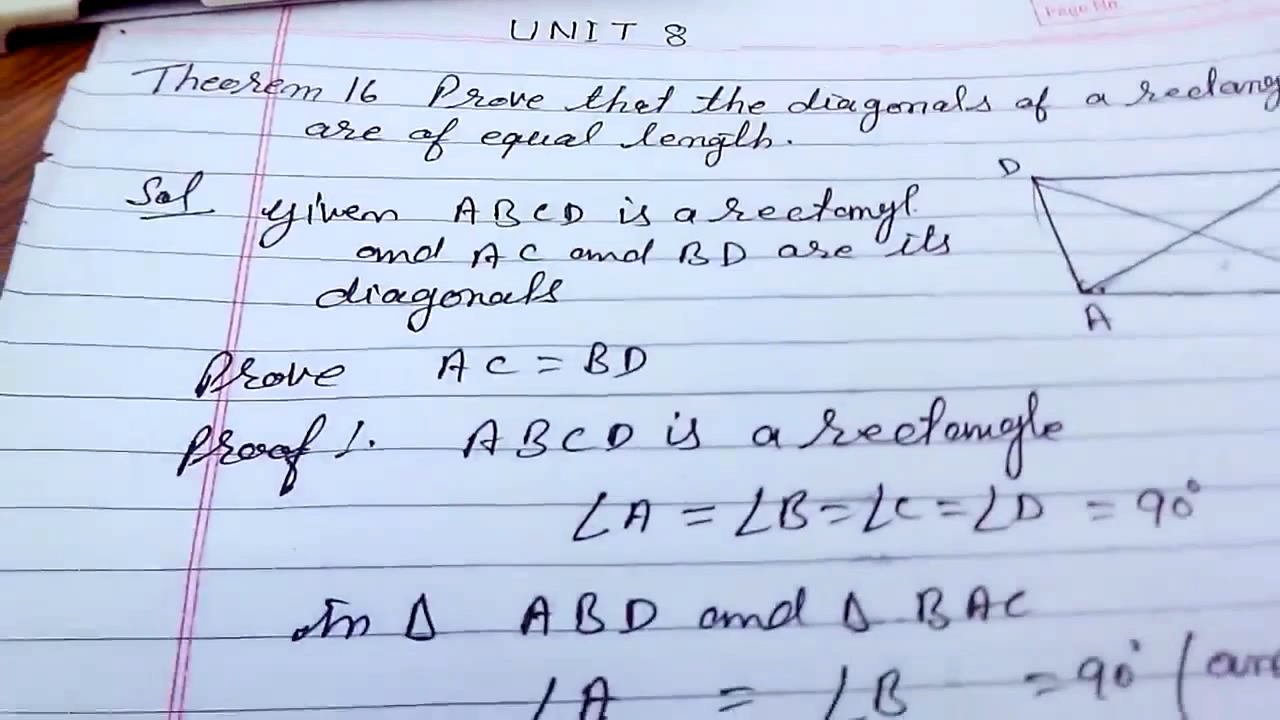 Page No.
UNIT 8
Theorem 16 Prove that the diagonals of a rectang
are of equal length.
Sol Given ABCD is a rectangl
and AC and BD are its
diagonals
D
A
Prove AC = BD
Proof 1. ABCD is a rectangle
∠A = ∠B = ∠C = ∠D = 90°
In Δ ABD and Δ BAC
∠A = ∠B = 90° (